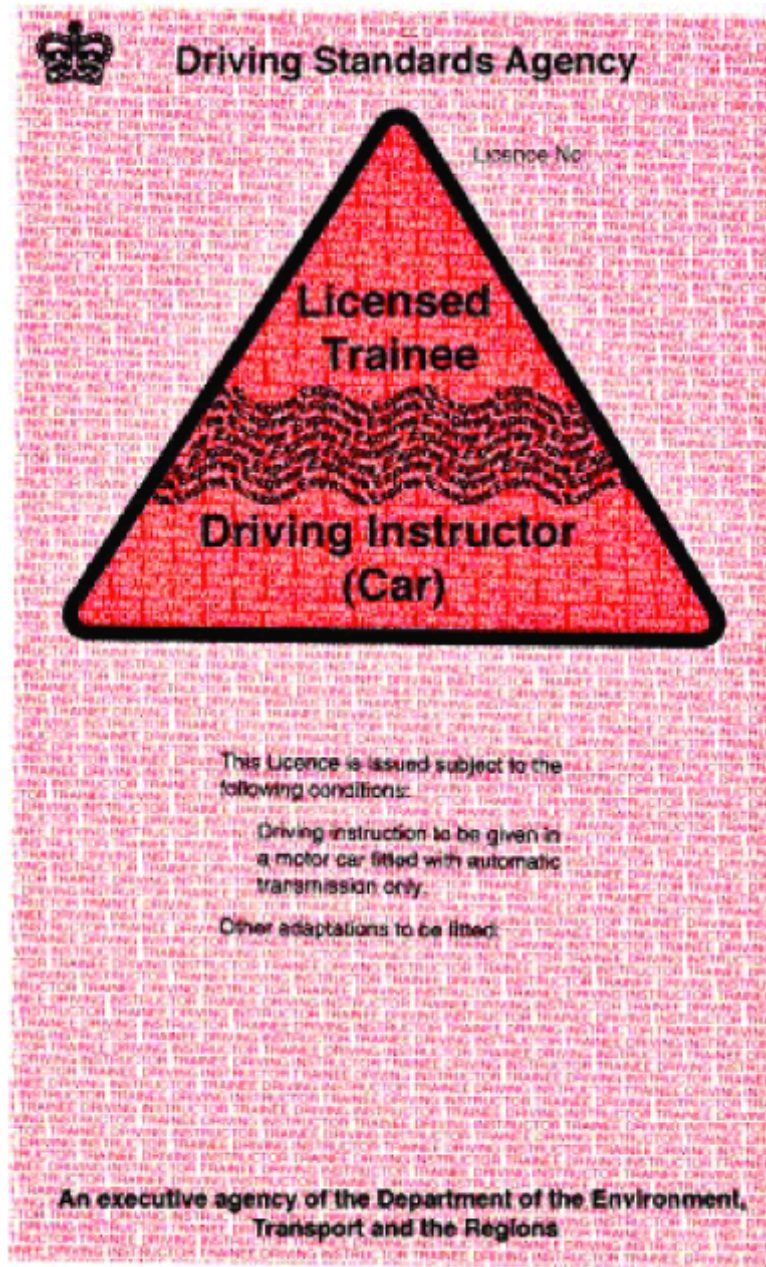 Driving Standards Agency
Licence No
Licensed
Trainee
Driving Instructor
(Car)
This Licence is issued subject to the
following conditions:
Driving instruction to be given in
a motor car fitted with automatic
transmission only.
Other adaptations to be fitted:
An executive agency of the Department of the Environment,
Transport and the Regions